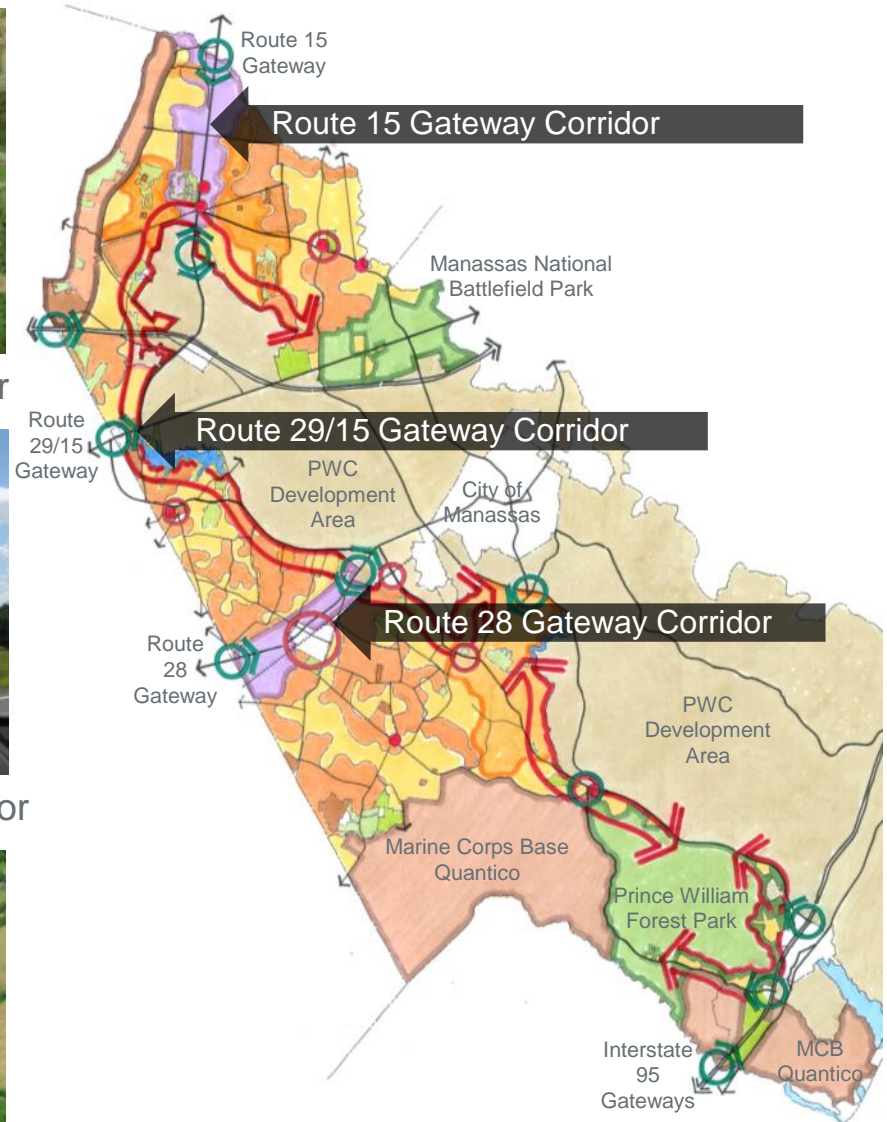 Route 15
Gateway
Route 15 Gateway Corridor
Manassas National
Battlefield Park
r
Route
29/15
Gateway
Route 29/15 Gateway Corridor
PWC
Development
Area
City of
Manassas
Route 28 Gateway Corridor
Route
28
Gateway
PWC
Development
Area
or
Marine Corps Base
Quantico
Prince William
Forest Park
Interstate
95
Gateways
MCB
Quantico